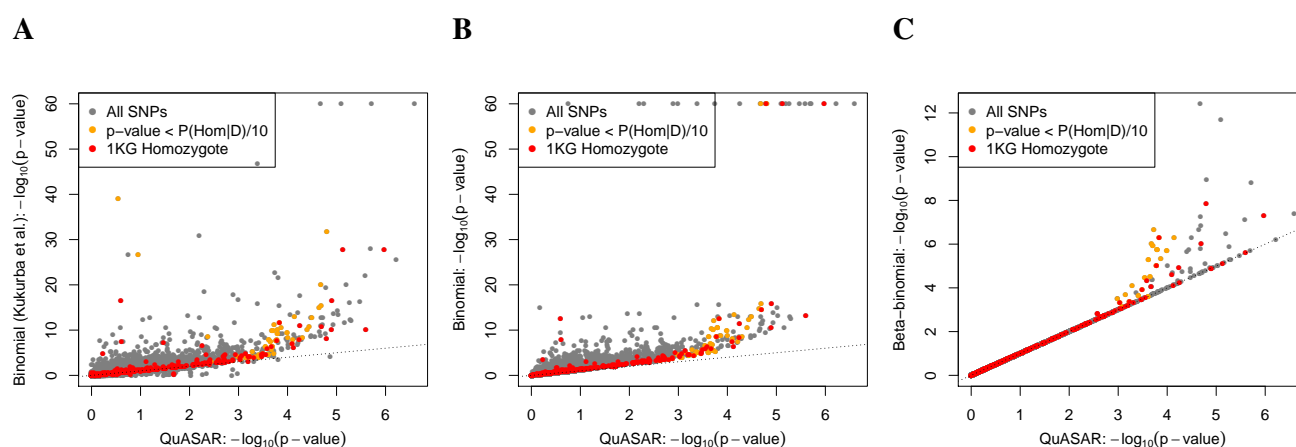 A
B
C
Binomial (Kukurba et al.): −log10(p−value)
60
50
40
30
20
10
0
All SNPs
p−value < P(Hom|D)/10
1KG Homozygote
0 1 2 3 4 5 6
QuASAR: −log10(p−value)
Binomial: −log10(p−value)
60
50
40
30
20
10
0
All SNPs
p−value < P(Hom|D)/10
1KG Homozygote
0 1 2 3 4 5 6
QuASAR: −log10(p−value)
Beta−binomial: −log10(p−value)
12
10
8
6
4
2
0
All SNPs
p−value < P(Hom|D)/10
1KG Homozygote
0 1 2 3 4 5 6
QuASAR: −log10(p−value)